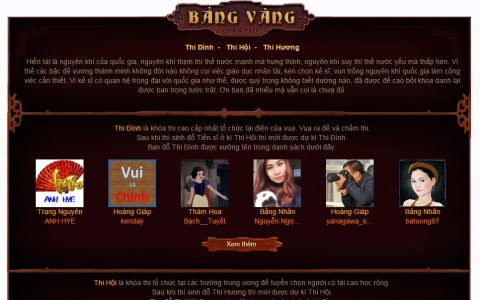 BẢNG VÀNG
CHẮN PRO
Thi Đình - Thi Hội - Thi Hương
Hiền tài là nguyên khí của quốc gia, nguyên khí thịnh thì thế nước mạnh mà hưng thịnh, nguyên khí suy thì thế nước yếu mà thấp hèn. Vì
thế các bậc đế vương thánh minh không đời nào không coi việc giáo dục nhân tài, kén chọn kẻ sĩ, vun trồng nguyên khí quốc gia làm công
việc cần thiết. Vì kẻ sĩ có quan hệ trọng đại với quốc gia như thế, được quý trọng không biết dường nào, đã được đề cao bởi khoa danh lại
được ban trong tước trật. Ơn ban đã nhiều mà vẫn coi là chưa đủ.
Thi Đình là khóa thi cao cấp nhất tổ chức tại điện của vua. Vua ra đề và chấm thi.
Sau khi thí sinh đỗ Tiến sĩ ở kì Thi Hội thì mới được dự kì Thi Đình.
Bạn đỗ Thi Đình được xướng tên trong danh sách dưới đây:
ANH HYE
Vui
Là
Chính
Trạng Nguyên Hoàng Giáp Thám Hoa Bảng Nhãn Hoàng Giáp Bảng Nhãn
ANH HYE kenday Bạch__Tuyết Nguyễn Ngo... yanagawa_s... batuong87
Xem thêm
Thi Hội là khóa thi tổ chức tại các trường trung ương để tuyển chọn người có tài cao học rộng.
Sau khi thí sinh đỗ Thi Hương thì mới được dự kì Thi Hội.